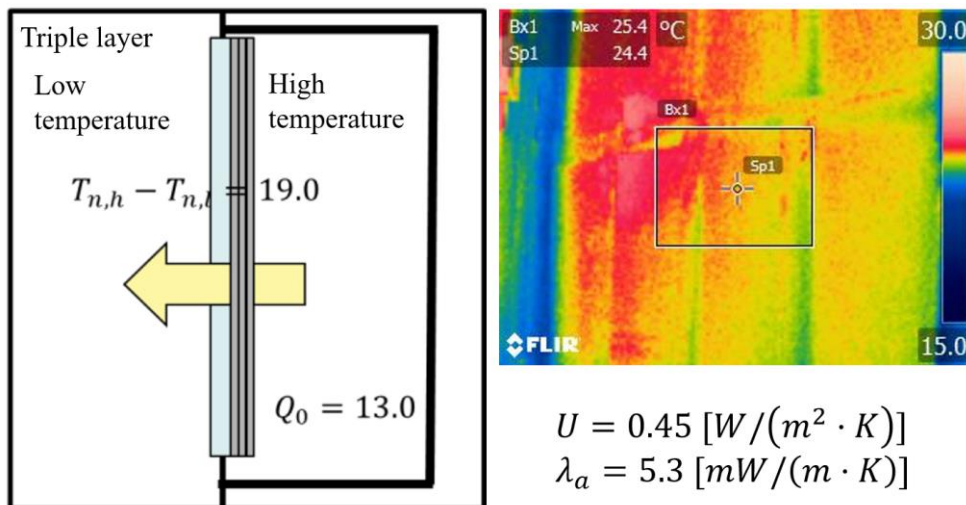 Triple layer
Low temperature
High temperature
T_{n,h} − T_{n,l} = 19.0
Q_0 = 13.0
Bx1 Max 25.4 °C
Sp1 24.4
30.0
Bx1
Sp1
FLIR
15.0
U = 0.45 [W/(m^2 · K)]
λ_a = 5.3 [mW/(m · K)]